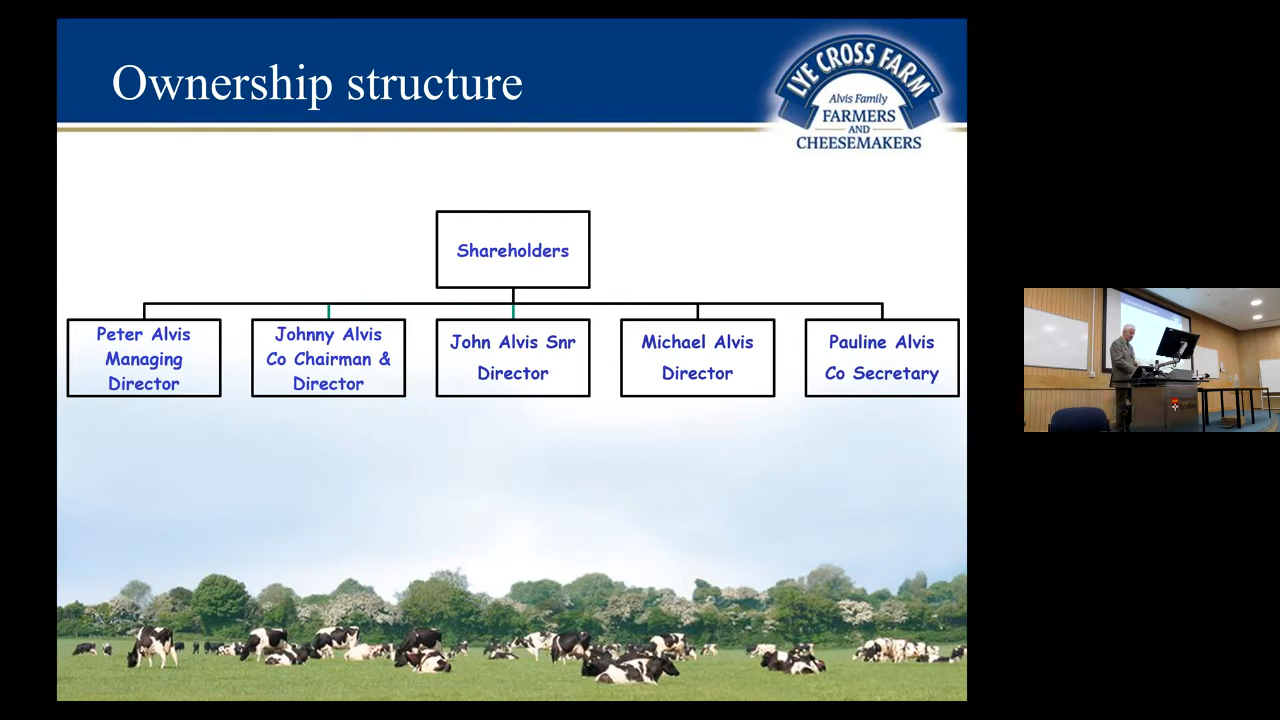 Ownership structure
LYE CROSS FARM
Alvis Family
FARMERS
AND
CHEESEMAKERS
Shareholders
Peter Alvis
Managing
Director
Johnny Alvis
Co Chairman &
Director
John Alvis Snr
Director
Michael Alvis
Director
Pauline Alvis
Co Secretary